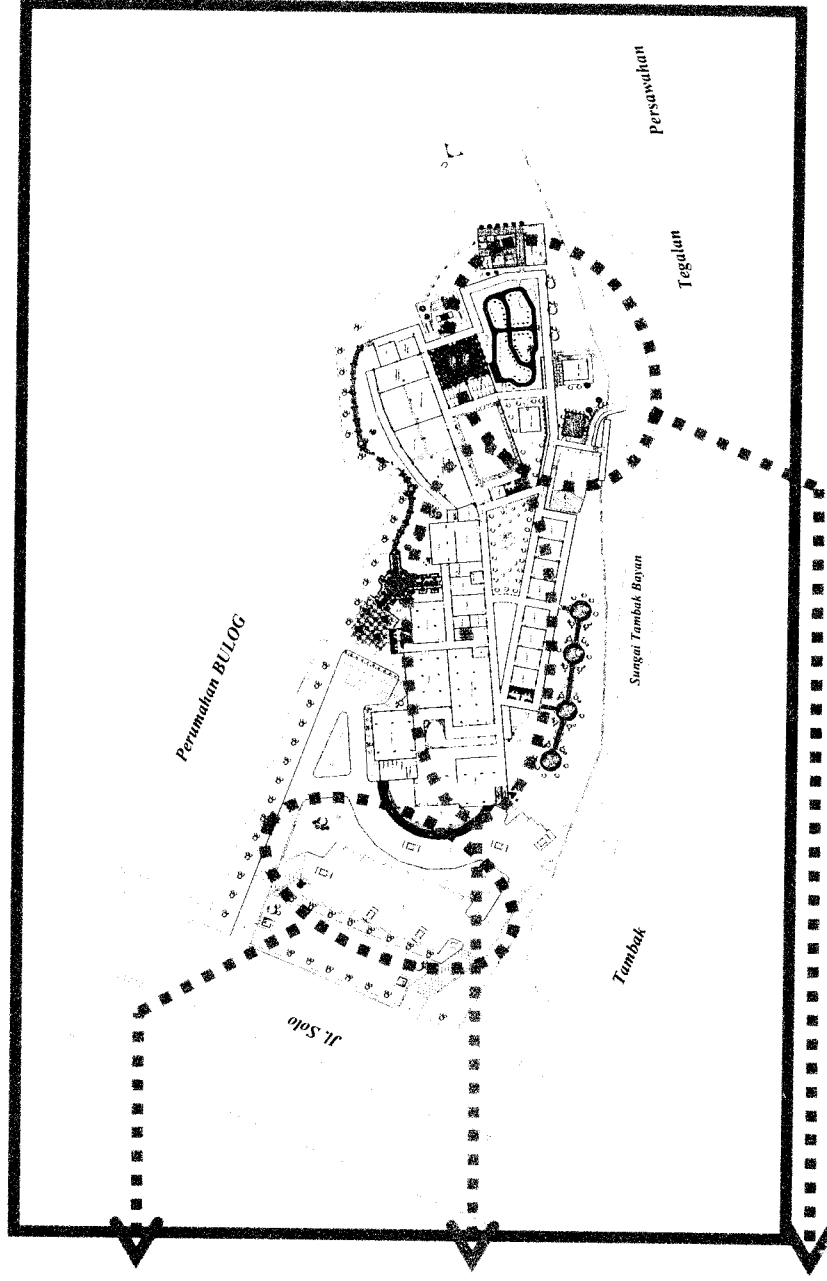 Persawahan
Tegalan
Perumahan BULOG
Sungai Tambak Bayan
Tambak
Jl. Solo